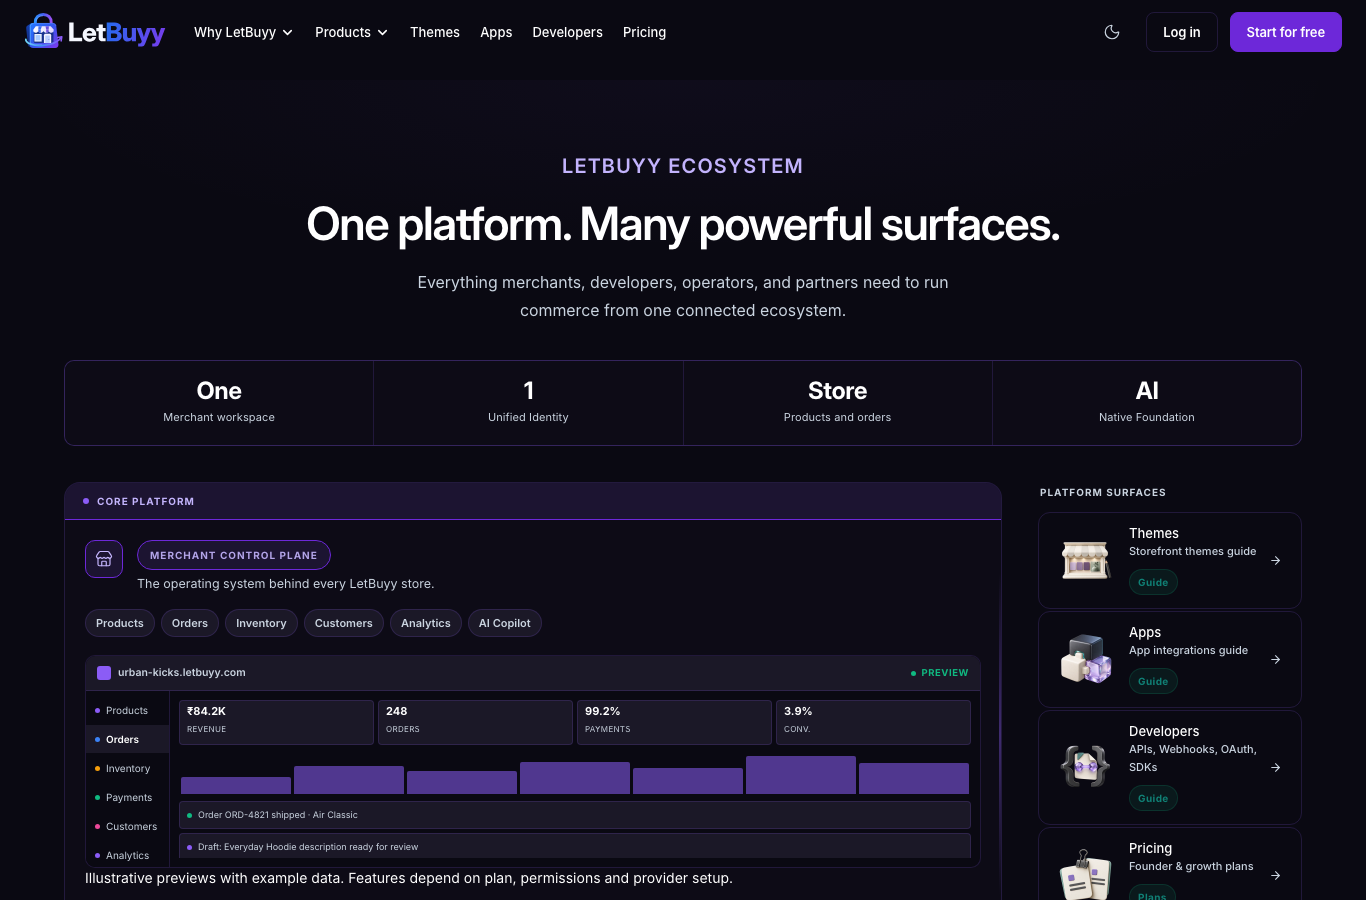 LetBuyy
Why LetBuyy
Products
Themes
Apps
Developers
Pricing
Log in
Start for free
LETBUYY ECOSYSTEM
One platform. Many powerful surfaces.
Everything merchants, developers, operators, and partners need to run
commerce from one connected ecosystem.
One
Merchant workspace
1
Unified Identity
Store
Products and orders
AI
Native Foundation
CORE PLATFORM
MERCHANT CONTROL PLANE
The operating system behind every LetBuyy store.
Products
Orders
Inventory
Customers
Analytics
AI Copilot
urban-kicks.letbuyy.com
PREVIEW
Products
Orders
Inventory
Payments
Customers
Analytics
₹84.2K
REVENUE
248
ORDERS
99.2%
PAYMENTS
3.9%
CONV.
Order ORD-4821 shipped · Air Classic
Draft: Everyday Hoodie description ready for review
Illustrative previews with example data. Features depend on plan, permissions and provider setup.
PLATFORM SURFACES
Themes
Storefront themes guide
Guide
Apps
App integrations guide
Guide
Developers
APIs, Webhooks, OAuth,
SDKs
Guide
Pricing
Founder & growth plans
Plans